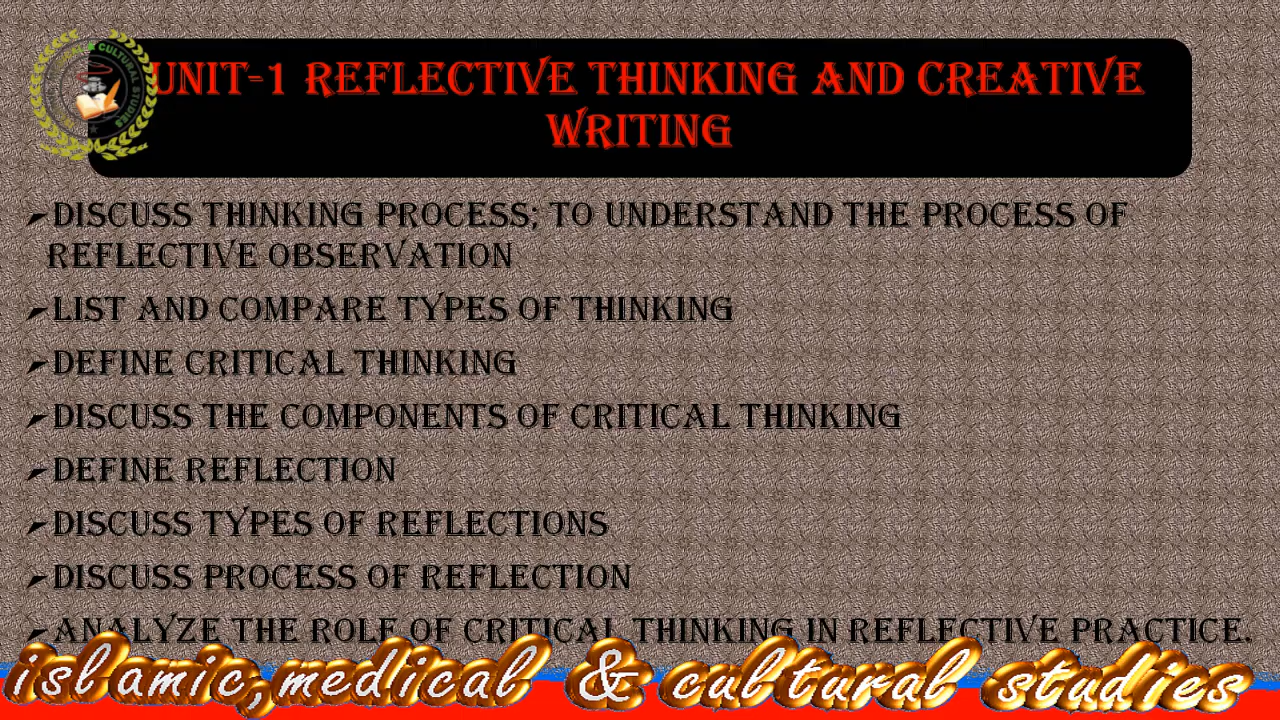 UNIT-1 REFLECTIVE THINKING AND CREATIVE
WRITING
CULTURAL STUDIES
➢DISCUSS THINKING PROCESS; TO UNDERSTAND THE PROCESS OF
REFLECTIVE OBSERVATION
➢LIST AND COMPARE TYPES OF THINKING
➢DEFINE CRITICAL THINKING
➢DISCUSS THE COMPONENTS OF CRITICAL THINKING
➢DEFINE REFLECTION
➢DISCUSS TYPES OF REFLECTIONS
➢DISCUSS PROCESS OF REFLECTION
➢ANALYZE THE ROLE OF CRITICAL THINKING IN REFLECTIVE PRACTICE.
islamic,medical & cultural studies